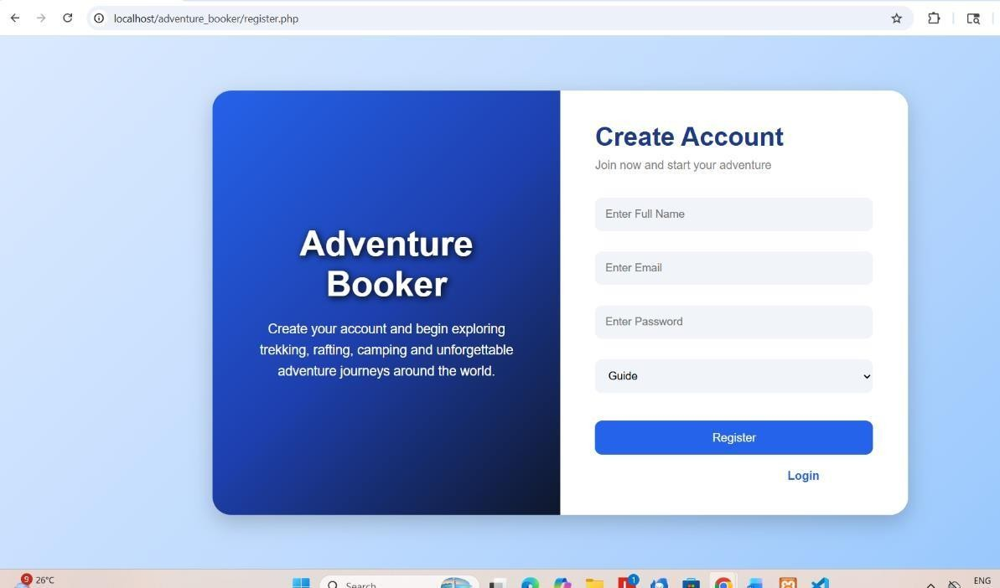 localhost/adventure_booker/register.php
Adventure
Booker
Create your account and begin exploring
trekking, rafting, camping and unforgettable
adventure journeys around the world.
Create Account
Join now and start your adventure
Enter Full Name
Enter Email
Enter Password
Guide
Register
Login
9
26°C
Search
1
ENG